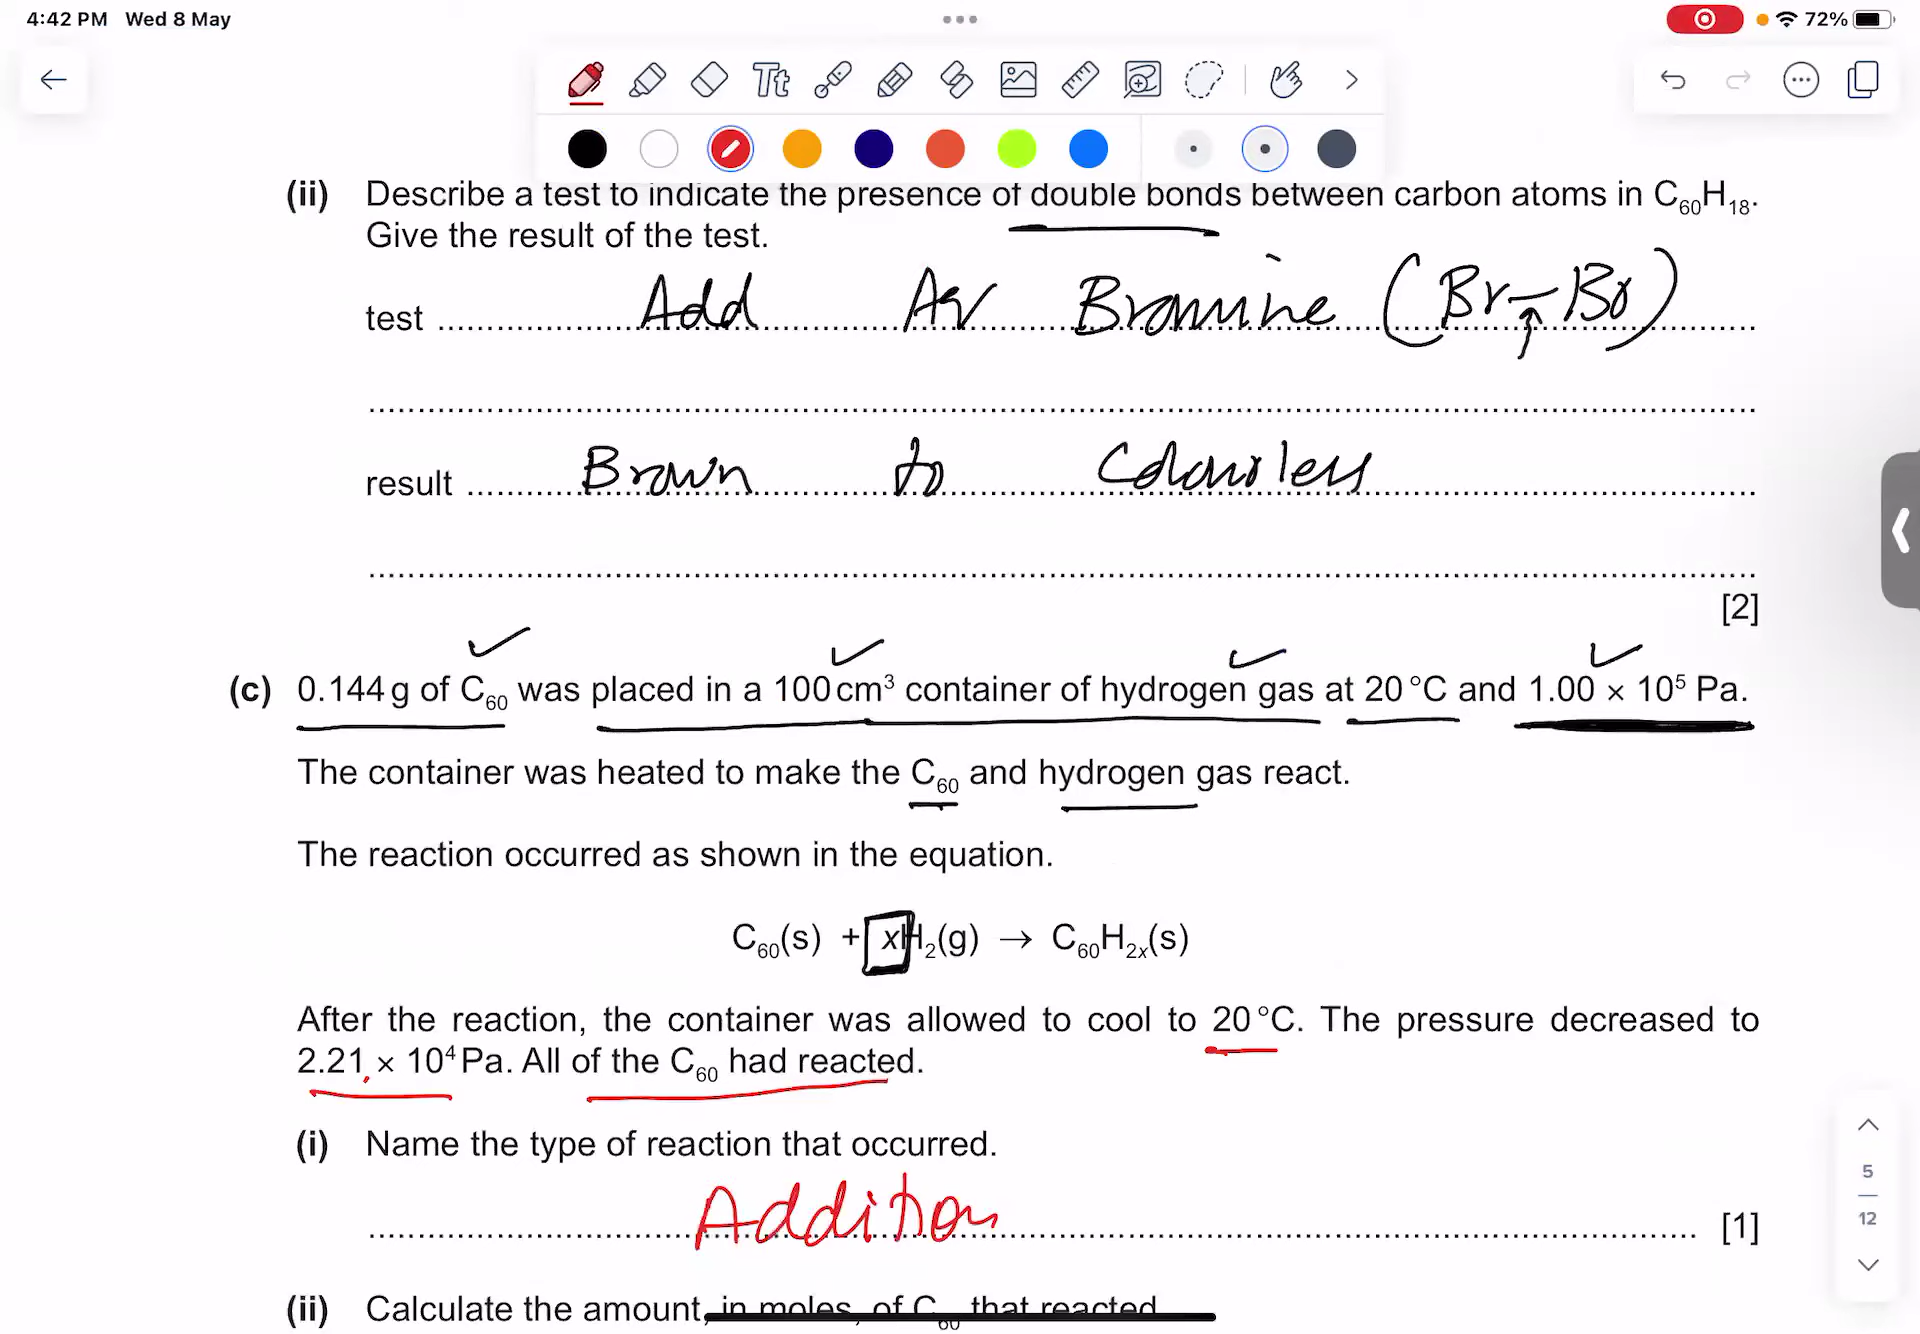 4:42 PM Wed 8 May
72%
Tt
(ii) Describe a test to indicate the presence of double bonds between carbon atoms in C60H18.
Give the result of the test.
test Add Bromine (Br-Br)
result Brown to Colourless
[2]
(c) 0.144 g of C60 was placed in a 100 cm³ container of hydrogen gas at 20 °C and 1.00 × 10⁵ Pa.
The container was heated to make the C60 and hydrogen gas react.
The reaction occurred as shown in the equation.
C60(s) + xH2(g) → C60H2x(s)
After the reaction, the container was allowed to cool to 20 °C. The pressure decreased to
2.21 × 10⁴ Pa. All of the C60 had reacted.
(i) Name the type of reaction that occurred.
Addition
[1]
(ii) Calculate the amount, in moles, of C60 that reacted
5
12